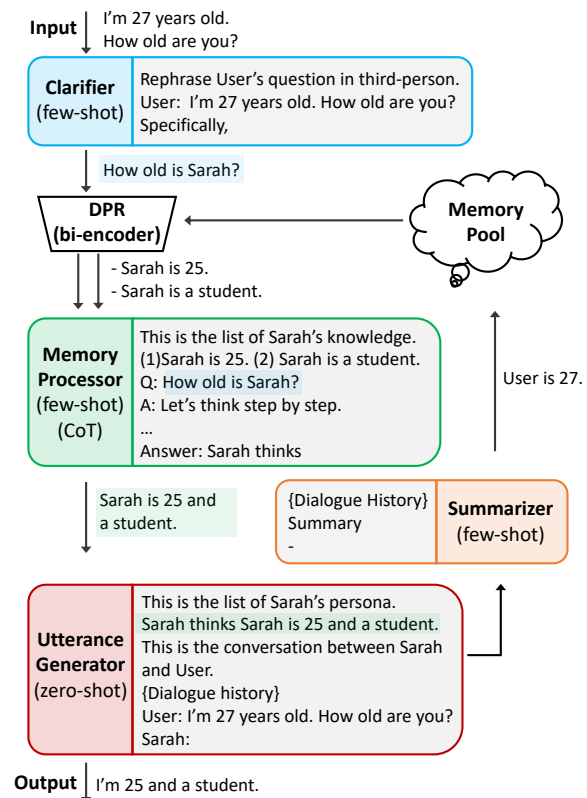 Input
I'm 27 years old.
How old are you?
Clarifier
(few-shot)
Rephrase User's question in third-person.
User:  I'm 27 years old. How old are you?
Specifically,
How old is Sarah?
DPR
(bi-encoder)
Memory
Pool
- Sarah is 25.
- Sarah is a student.
Memory
Processor
(few-shot)
(CoT)
This is the list of Sarah's knowledge.
(1)Sarah is 25. (2) Sarah is a student.
Q: How old is Sarah?
A: Let's think step by step.
...
Answer: Sarah thinks
User is 27.
Sarah is 25 and
a student.
{Dialogue History}
Summary
-
Summarizer
(few-shot)
Utterance
Generator
(zero-shot)
This is the list of Sarah's persona.
Sarah thinks Sarah is 25 and a student.
This is the conversation between Sarah
and User.
{Dialogue history}
User: I'm 27 years old. How old are you?
Sarah:
Output
I'm 25 and a student.